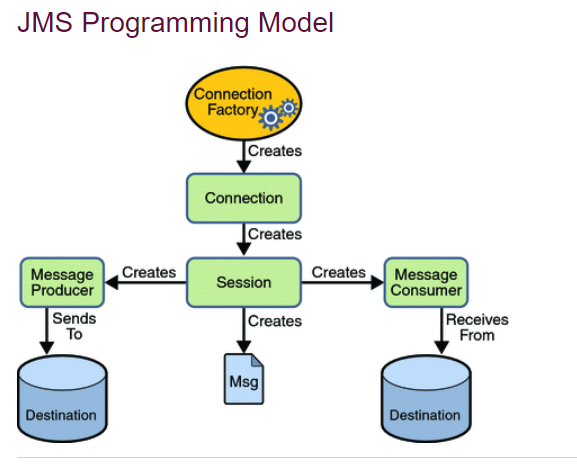 JMS Programming Model
Connection
Factory
Creates
Connection
Creates
Message
Producer
Creates
Session
Creates
Message
Consumer
Sends
To
Creates
Receives
From
Msg
Destination
Destination